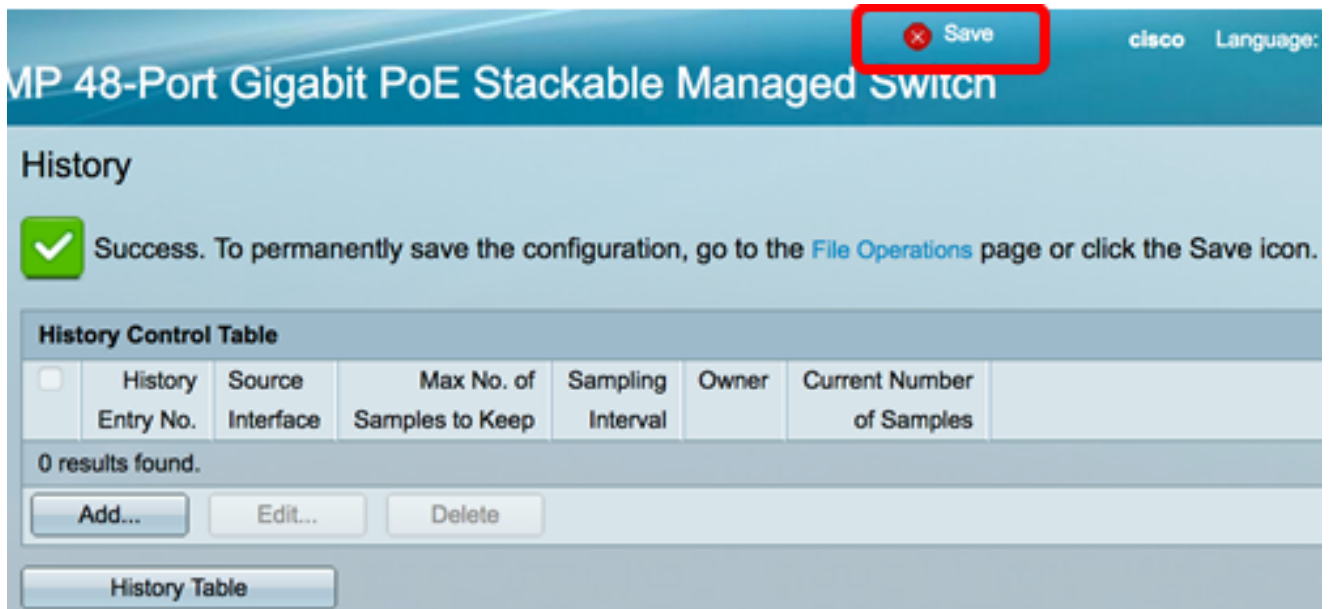 Save
cisco Language:
MP 48-Port Gigabit PoE Stackable Managed Switch
History
Success. To permanently save the configuration, go to the File Operations page or click the Save icon.
History Control Table
History Entry No.
Source Interface
Max No. of Samples to Keep
Sampling Interval
Owner
Current Number of Samples
0 results found.
Add... Edit... Delete
History Table